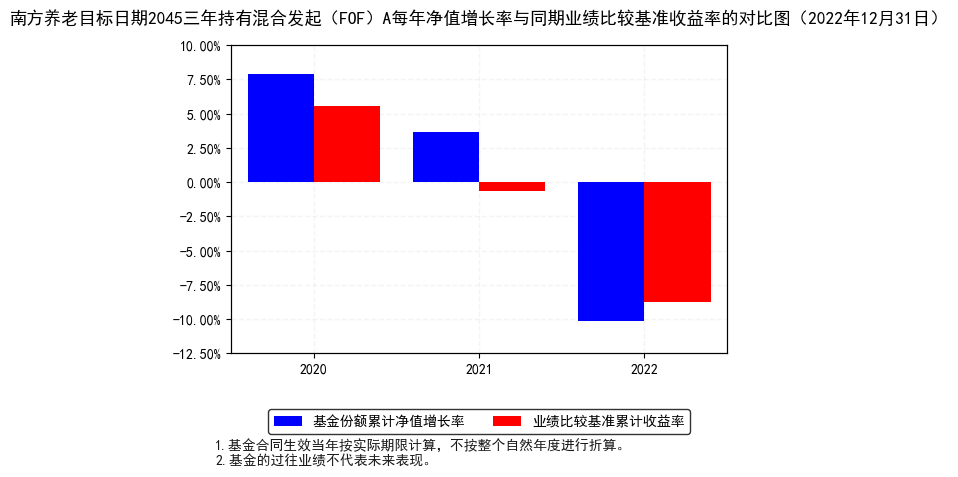 南方养老目标日期2045三年持有混合发起（FOF）A每年净值增长率与同期业绩比较基准收益率的对比图（2022年12月31日）
10.00%
7.50%
5.00%
2.50%
0.00%
-2.50%
-5.00%
-7.50%
-10.00%
-12.50%
2020 2021 2022
基金份额累计净值增长率 业绩比较基准累计收益率
1.基金合同生效当年按实际期限计算，不按整个自然年度进行折算。
2.基金的过往业绩不代表未来表现。